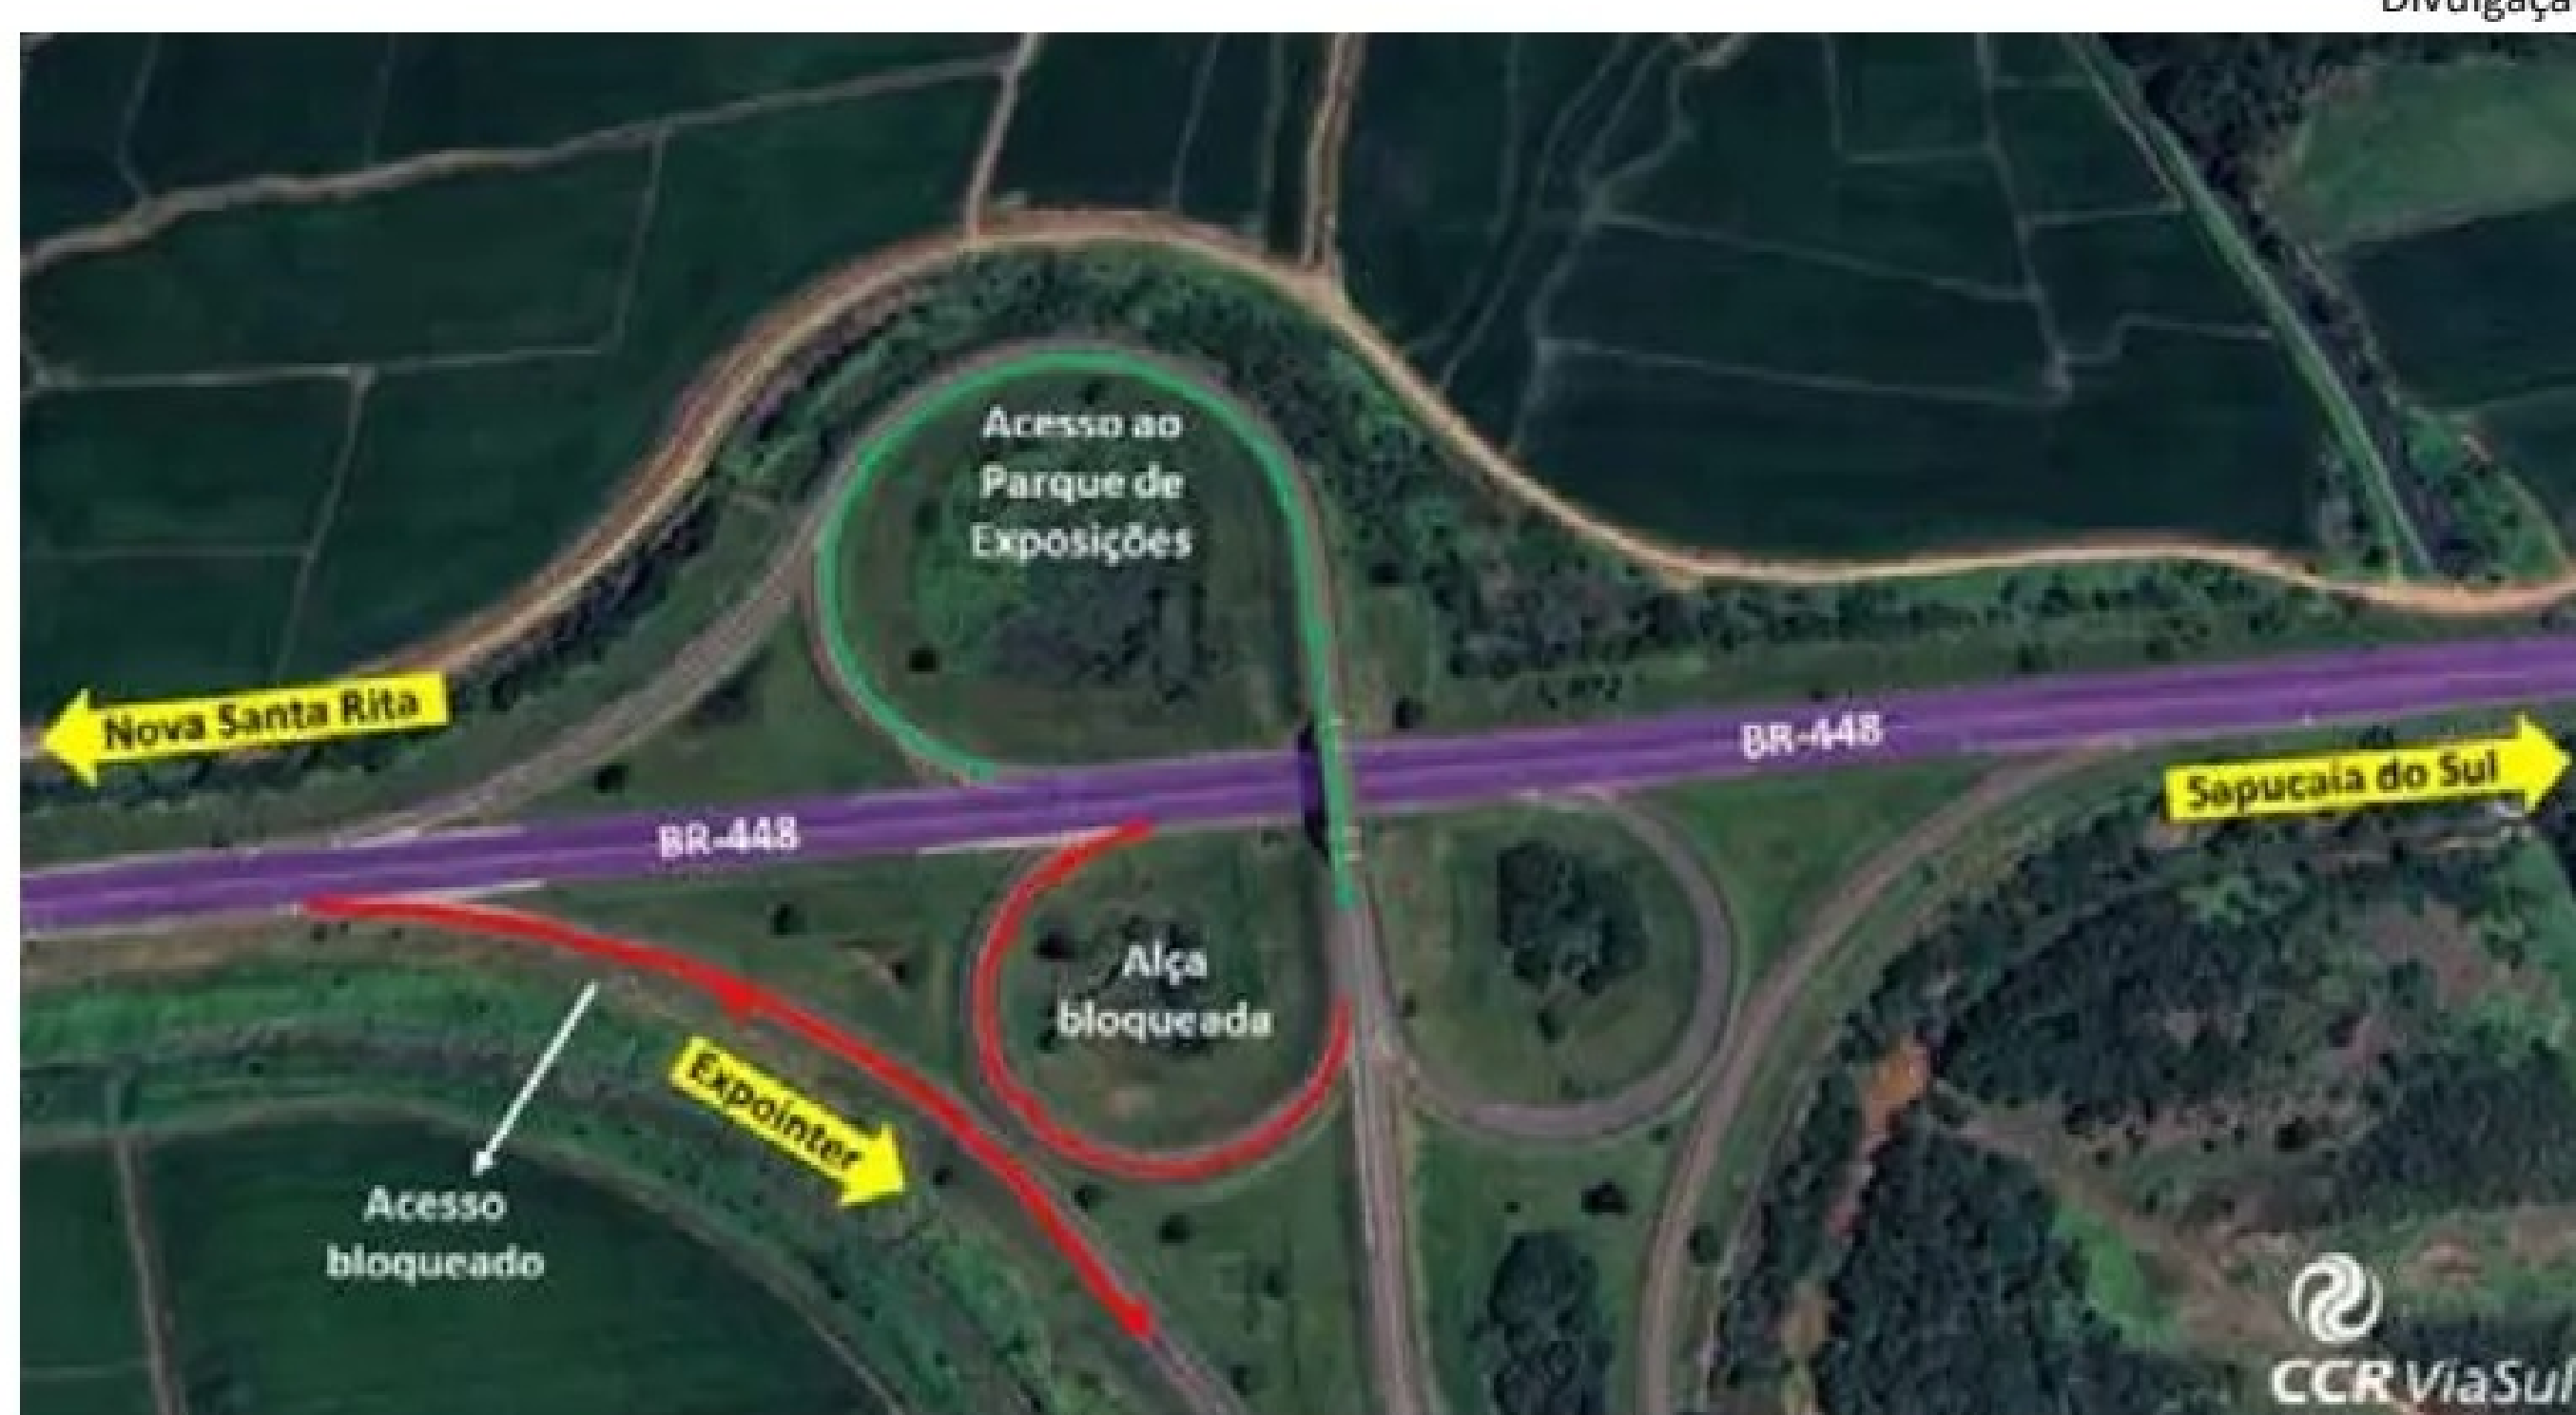 Acesso ao
Parque de
Exposições
Nova Santa Rita
BR-448
Sapucaia do Sul
BR-448
Alça
bloqueada
Expointer
Acesso
bloqueado
CCR ViaSul